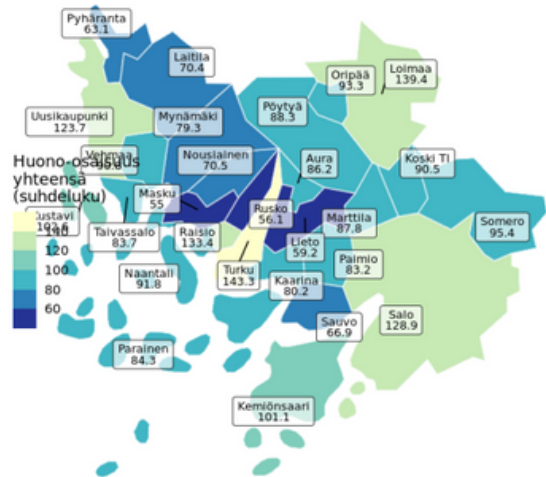 Pyhäranta
63.1
Laitila
70.4
Oripää
93.3
Loimaa
139.4
Pöytyä
88.3
Uusikaupunki
123.7
Mynämäki
79.3
Vehmaa
90.8
Nousiainen
70.5
Aura
86.2
Koski Tl
90.5
Huono-osaisuus
yhteensä
(suhdeluku)
140
120
100
80
60
Masku
55
Kustavi
Rusko
56.1
Marttila
87.8
Somero
95.4
Taivassalo
83.7
Raisio
133.4
Lieto
59.2
Paimio
83.2
Naantali
91.8
Turku
143.3
Kaarina
80.2
Sauvo
66.9
Salo
128.9
Parainen
84.3
Kemiönsaari
101.1